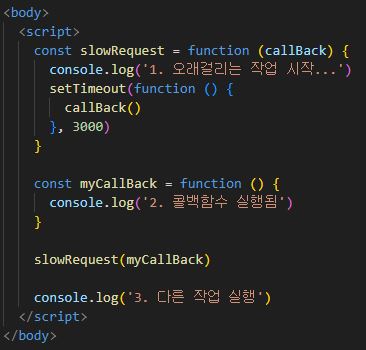 <body>
<script>
const slowRequest = function (callBack) {
console.log('1. 오래걸리는 작업 시작...')
setTimeout(function () {
callBack()
}, 3000)
}
const myCallBack = function () {
console.log('2. 콜백함수 실행됨')
}
slowRequest(myCallBack)
console.log('3. 다른 작업 실행')
</script>
</body>